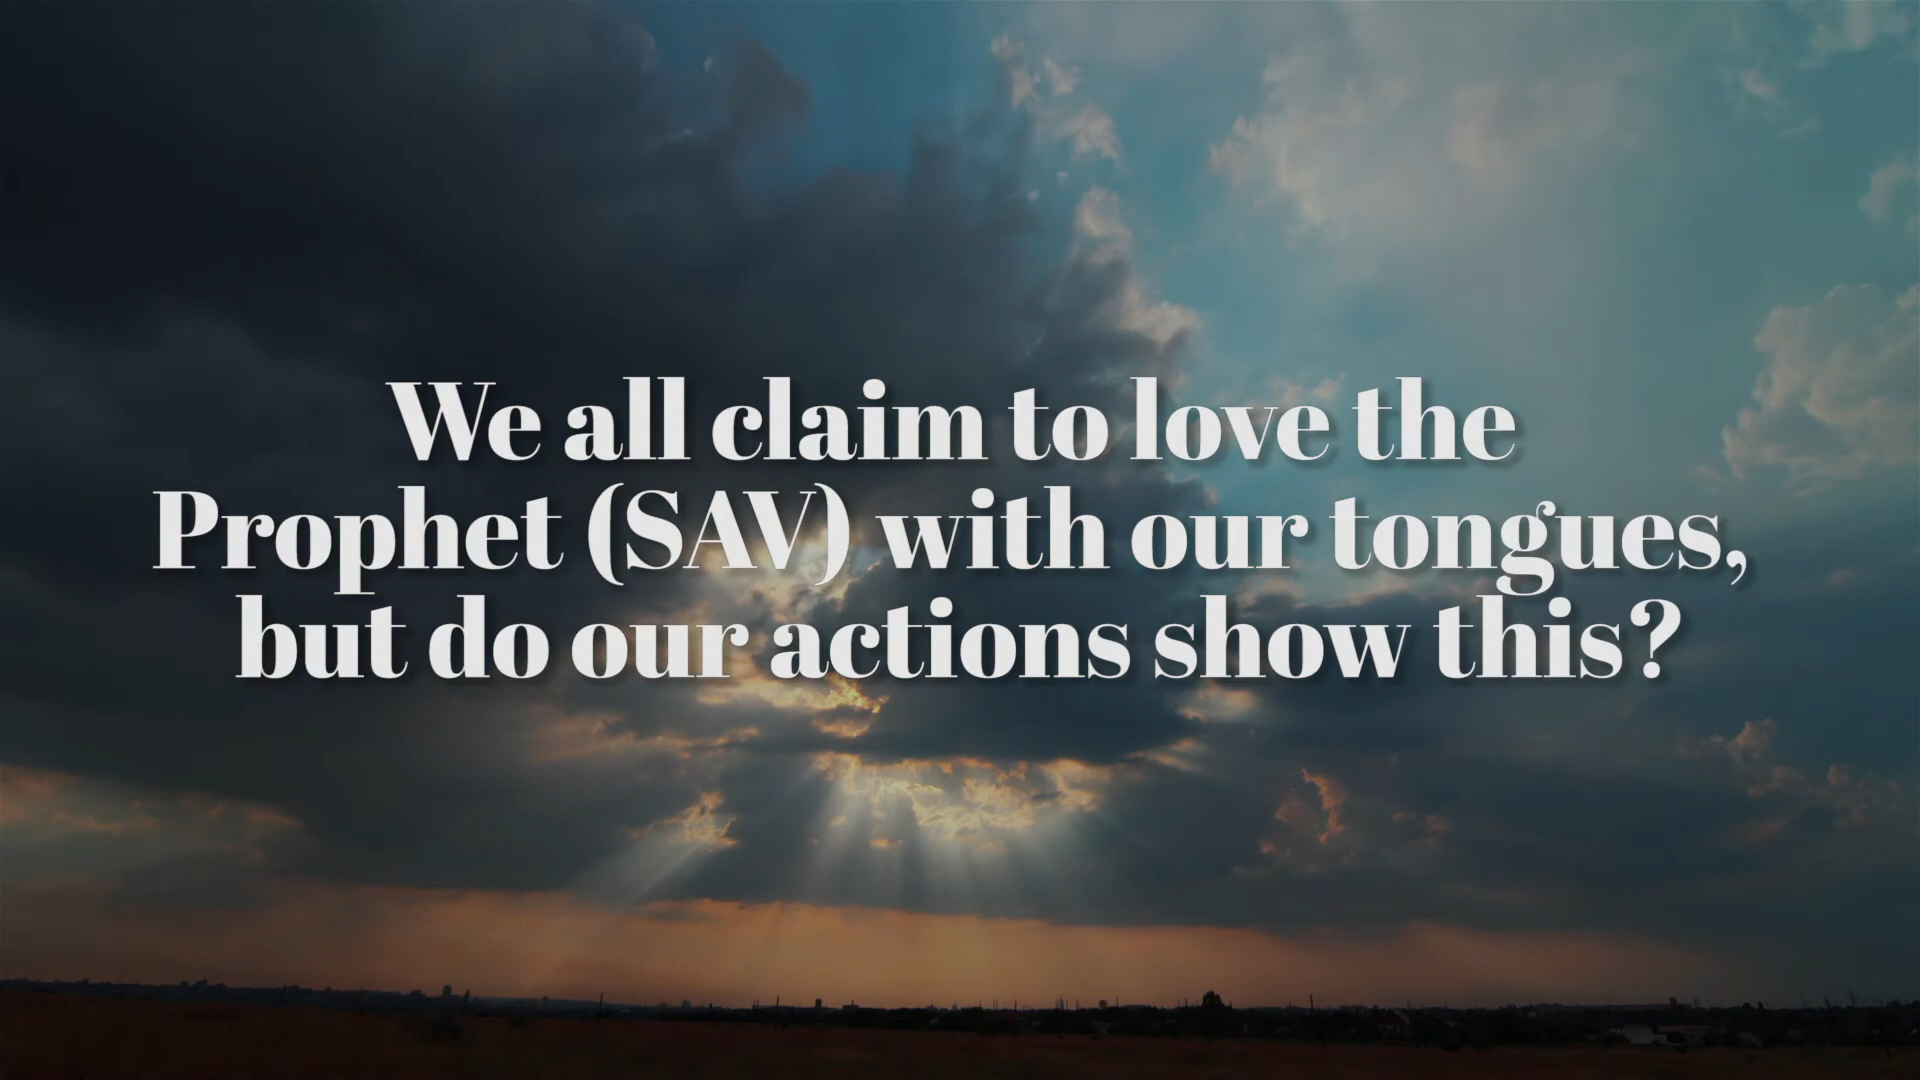 We all claim to love the
Prophet (SAV) with our tongues,
but do our actions show this?